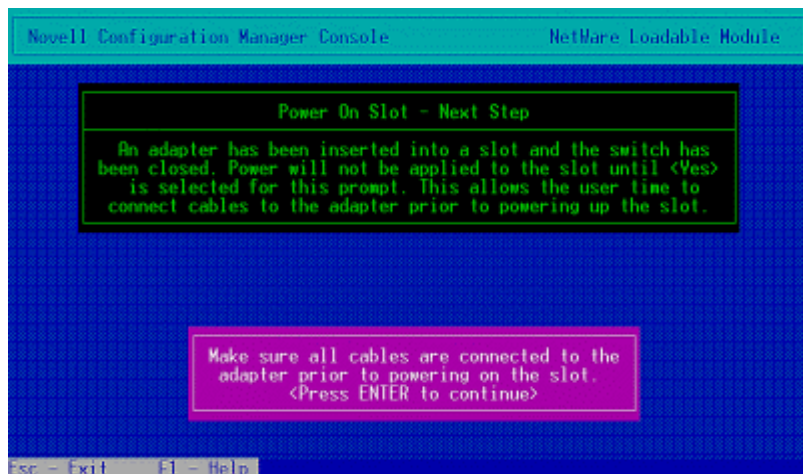 Novell Configuration Manager Console NetWare Loadable Module
Power On Slot - Next Step
An adapter has been inserted into a slot and the switch has
been closed. Power will not be applied to the slot until <Yes>
is selected for this prompt. This allows the user time to
connect cables to the adapter prior to powering up the slot.
Make sure all cables are connected to the
adapter prior to powering on the slot.
<Press ENTER to continue>
Esc - Exit F1 - Help